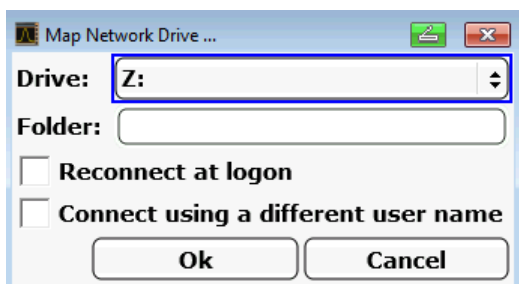 Map Network Drive ...
Drive: Z:
Folder:
Reconnect at logon
Connect using a different user name
Ok Cancel